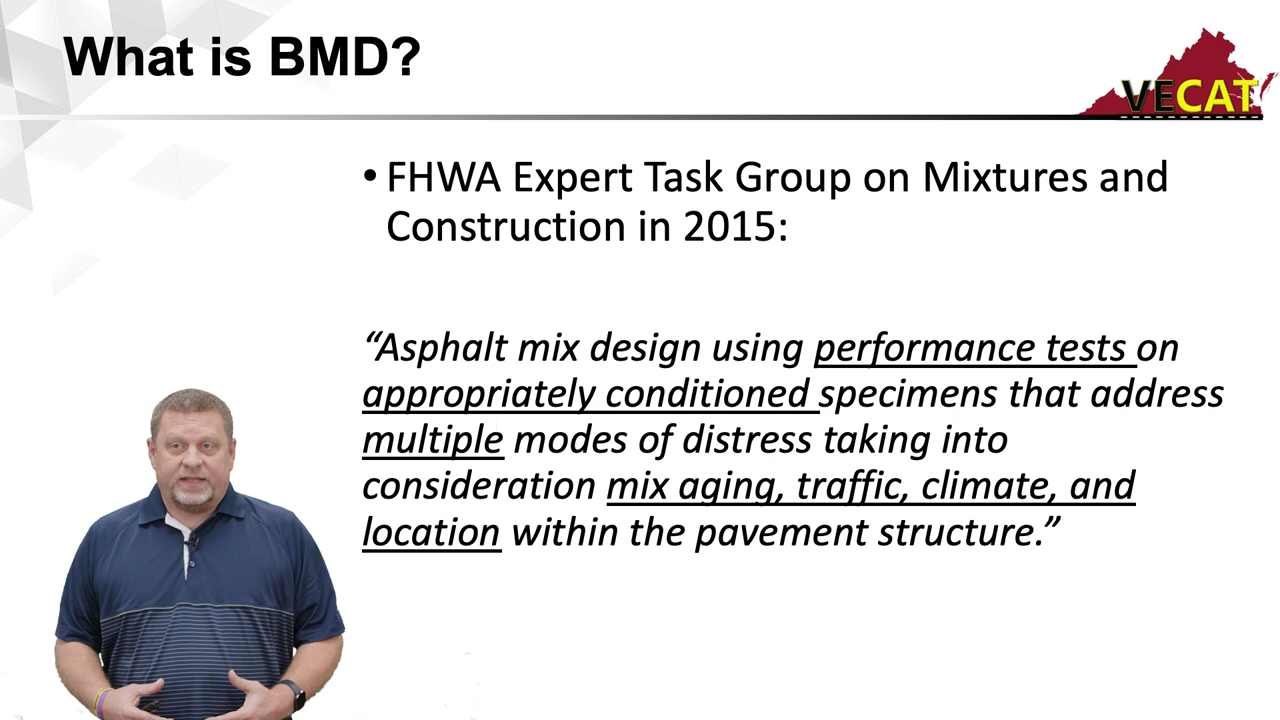 What is BMD?
VECAT
• FHWA Expert Task Group on Mixtures and
Construction in 2015:
“Asphalt mix design using performance tests on
appropriately conditioned specimens that address
multiple modes of distress taking into
consideration mix aging, traffic, climate, and
location within the pavement structure.”